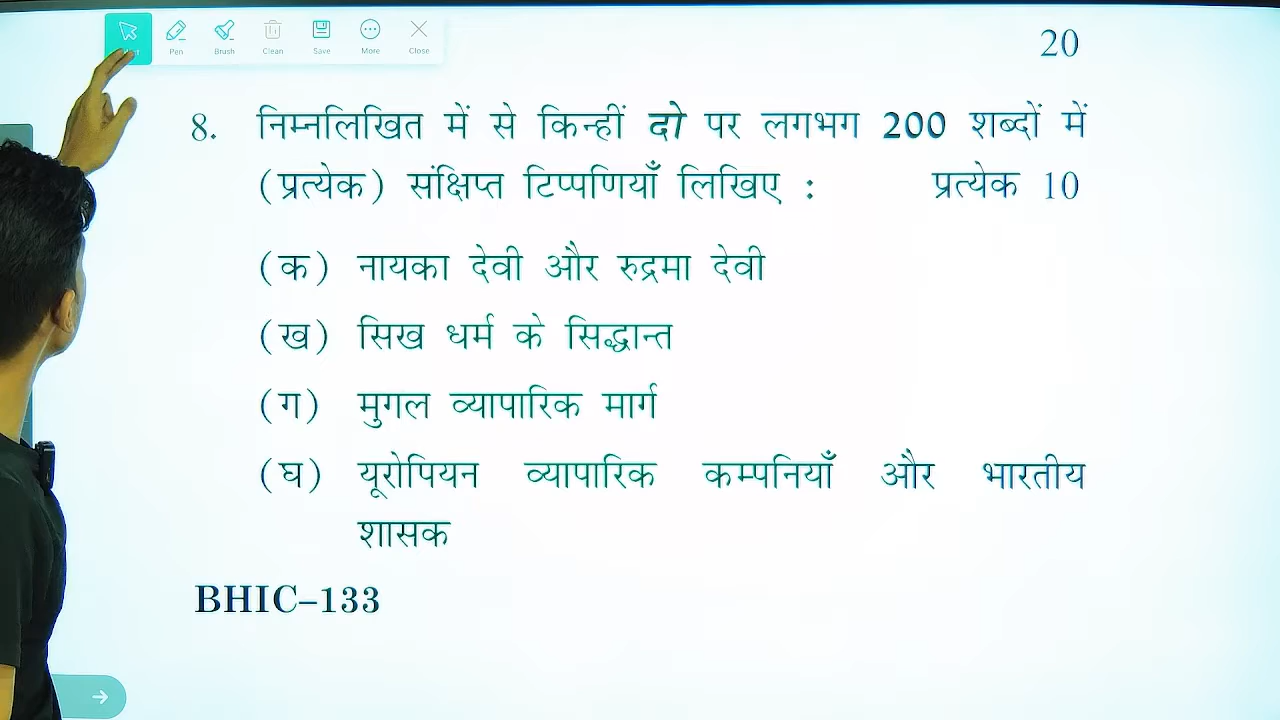 Pen Brush Clean Save More Close
20
8. निम्नलिखित में से किन्हीं दो पर लगभग 200 शब्दों में
(प्रत्येक) संक्षिप्त टिप्पणियाँ लिखिए : प्रत्येक 10
(क) नायका देवी और रुद्रमा देवी
(ख) सिख धर्म के सिद्धान्त
(ग) मुगल व्यापारिक मार्ग
(घ) यूरोपियन व्यापारिक कम्पनियाँ और भारतीय
शासक
BHIC–133